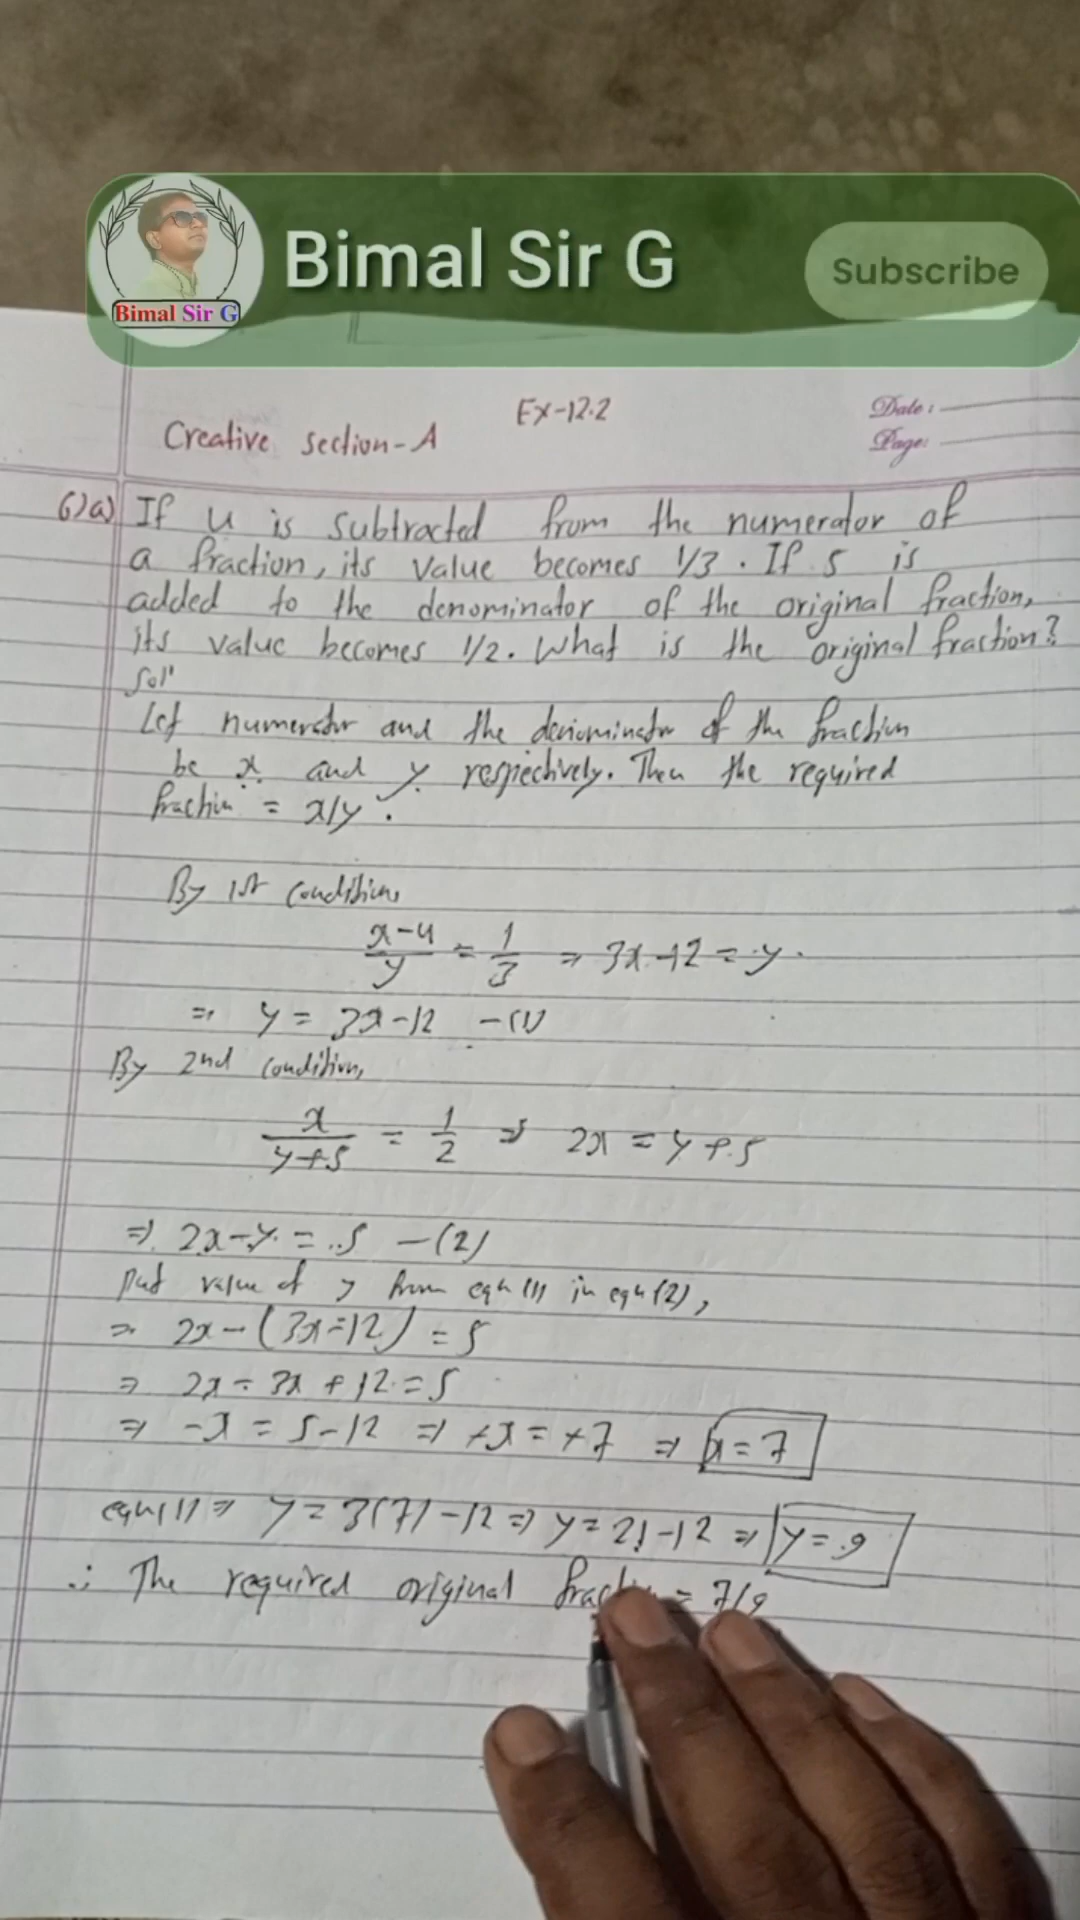 Bimal Sir G
Subscribe
Bimal Sir G
Ex-12.2
Date:
Creative section-A
Page:
6)a) If 4 is subtracted from the numerator of
a fraction, its value becomes 1/3. If 5 is
added to the denominator of the original fraction,
its value becomes 1/2. What is the original fraction?
Solⁿ
Let numerator and the denominator of the fraction
be x and y respectively. Then the required
fraction = x/y.
By 1st condition,
(x-4)/y = 1/3 ⇒ 3x-12 = y.
⇒ y = 3x-12 -(1)
By 2nd condition,
x/(y+5) = 1/2 ⇒ 2x = y+5
⇒ 2x-y = 5 -(2)
Put value of y from eqn(1) in eqn(2),
⇒ 2x-(3x-12) = 5
⇒ 2x-3x+12 = 5
⇒ -x = 5-12 ⇒ +x = +7 ⇒ x=7
eqn(1) ⇒ y = 3(7)-12 ⇒ y = 21-12 ⇒ y = 9
∴ The required original = 7/9